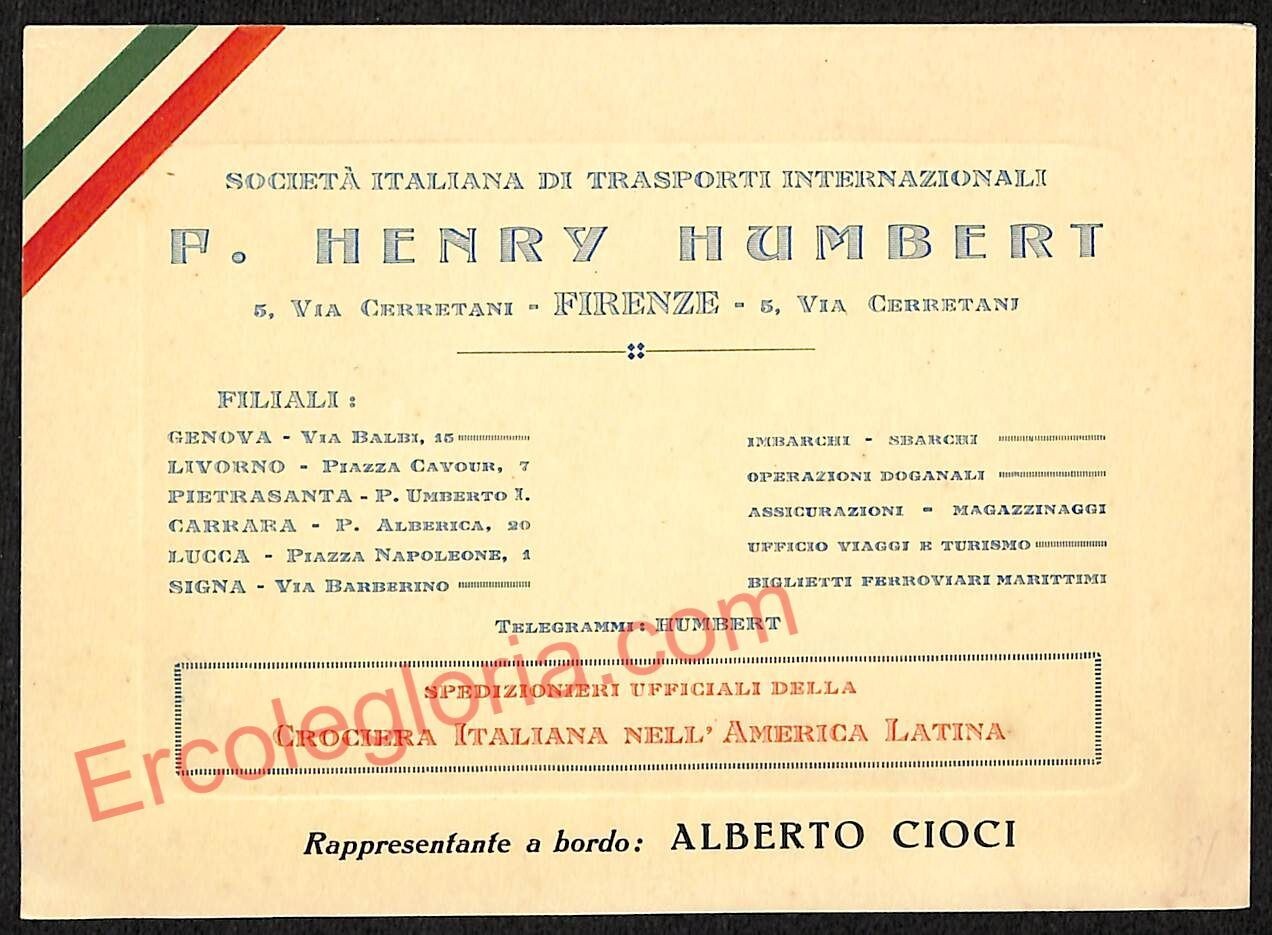 SOCIETÀ ITALIANA DI TRASPORTI INTERNAZIONALI
F. HENRY HUMBERT
5, VIA CERRETANI - FIRENZE - 5, VIA CERRETANI
FILIALI :
GENOVA - VIA BALBI, 15
LIVORNO - PIAZZA CAVOUR, 7
PIETRASANTA - P. UMBERTO I.
CARRARA - P. ALBERICA, 20
LUCCA - PIAZZA NAPOLEONE, 1
SIGNA - VIA BARBERINO
IMBARCHI - SBARCHI
OPERAZIONI DOGANALI
ASSICURAZIONI - MAGAZZINAGGI
UFFICIO VIAGGI E TURISMO
BIGLIETTI FERROVIARI MARITTIMI
TELEGRAMMI: HUMBERT
SPEDIZIONIERI UFFICIALI DELLA
CROCIERA ITALIANA NELL' AMERICA LATINA
Rappresentante a bordo: ALBERTO CIOCI
Ercolegloria.com